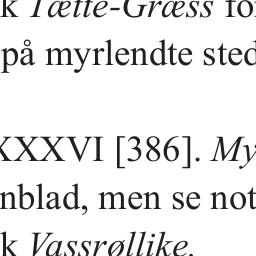 k Tætte-Græss fo
på myrlendte sted
XXXVI [386]. My
nblad, men se not
k Vassrøllike.